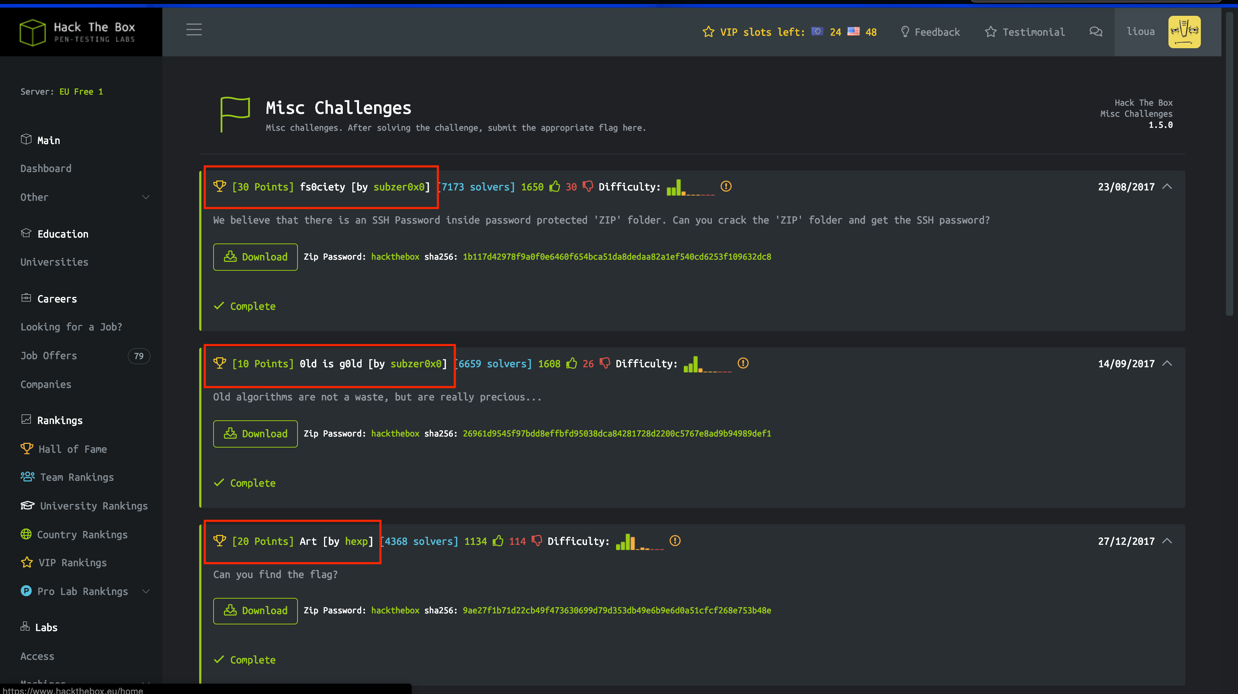 Hack The Box
PEN-TESTING LABS
VIP slots left: 24 48
Feedback
Testimonial
lioua
Server: EU Free 1
Main
Dashboard
Other
Education
Universities
Careers
Looking for a Job?
Job Offers 79
Companies
Rankings
Hall of Fame
Team Rankings
University Rankings
Country Rankings
VIP Rankings
P Pro Lab Rankings
Labs
Access
Machines
https://www.hackthebox.eu/home
Misc Challenges
Misc challenges. After solving the challenge, submit the appropriate flag here.
Hack The Box
Misc Challenges
1.5.0
[30 Points] fs0ciety [by subzer0x0] [7173 solvers] 1650 30 Difficulty: 23/08/2017
We believe that there is an SSH Password inside password protected 'ZIP' folder. Can you crack the 'ZIP' folder and get the SSH password?
Download Zip Password: hackthebox sha256: 1b117d42978f9a0f0e6460f654bca51da8dedaa82a1ef540cd6253f109632dc8
Complete
[10 Points] 0ld is g0ld [by subzer0x0] [6659 solvers] 1608 26 Difficulty: 14/09/2017
Old algorithms are not a waste, but are really precious...
Download Zip Password: hackthebox sha256: 26961d9545f97bdd8effbfd95038dca84281728d2200c5767e8ad9b94989def1
Complete
[20 Points] Art [by hexp] [4368 solvers] 1134 114 Difficulty: 27/12/2017
Can you find the flag?
Download Zip Password: hackthebox sha256: 9ae27f1b71d22cb49f473630699d79d353db49e6b9e6d0a51cfcf268e753b48e
Complete